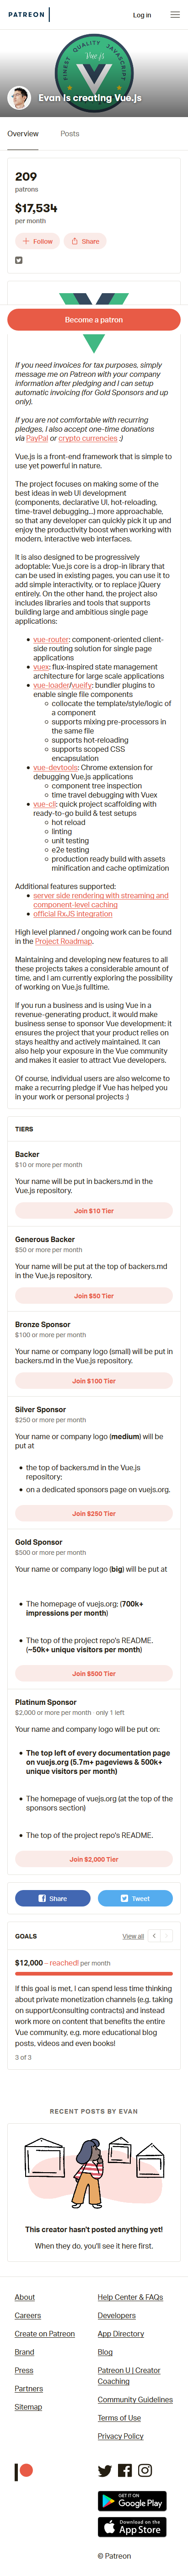 PATREON
Log in
FINEST QUALITY JAVASCRIPT
Vue js
Evan is creating Vue.js
Overview
Posts
209
patrons
$17,534
per month
Follow
Share
Become a patron
If you need invoices for tax purposes, simply
message me on Patreon with your company
information after pledging and I can setup
automatic invoicing (for Gold Sponsors and up
only).
If you are not comfortable with recurring
pledges, I also accept one-time donations
via PayPal or crypto currencies :)
Vue.js is a front-end framework that is simple to
use yet powerful in nature.
The project focuses on making some of the
best ideas in web UI development
(components, declarative UI, hot-reloading,
time-travel debugging...) more approachable,
so that any developer can quickly pick it up and
enjoy the productivity boost when working with
modern, interactive web interfaces.
It is also designed to be progressively
adoptable: Vue.js core is a drop-in library that
can be used in existing pages, you can use it to
add simple interactivity, or to replace jQuery
entirely. On the other hand, the project also
includes libraries and tools that supports
building large and ambitious single page
applications:
vue-router: component-oriented client-
side routing solution for single page
applications
vuex: flux-inspired state management
architecture for large scale applications
vue-loader/vueify: bundler plugins to
enable single file components
collocate the template/style/logic of
a component
supports mixing pre-processors in
the same file
supports hot-reloading
supports scoped CSS
encapsulation
vue-devtools: Chrome extension for
debugging Vue.js applications
component tree inspection
time travel debugging with Vuex
vue-cli: quick project scaffolding with
ready-to-go build & test setups
hot reload
linting
unit testing
e2e testing
production ready build with assets
minification and cache optimization
Additional features supported:
server side rendering with streaming and
component-level caching
official RxJS integration
High level planned / ongoing work can be found
in the Project Roadmap.
Maintaining and developing new features to all
these projects takes a considerable amount of
time, and I am currently exploring the possibility
of working on Vue.js fulltime.
If you run a business and is using Vue in a
revenue-generating product, it would make
business sense to sponsor Vue development: it
ensures the project that your product relies on
stays healthy and actively maintained. It can
also help your exposure in the Vue community
and makes it easier to attract Vue developers.
Of course, individual users are also welcome to
make a recurring pledge if Vue has helped you
in your work or personal projects :)
TIERS
Backer
$10 or more per month
Your name will be put in backers.md in the
Vue.js repository.
Join $10 Tier
Generous Backer
$50 or more per month
Your name will be put at the top of backers.md
in the Vue.js repository.
Join $50 Tier
Bronze Sponsor
$100 or more per month
Your name or company logo (small) will be put in
backers.md in the Vue.js repository.
Join $100 Tier
Silver Sponsor
$250 or more per month
Your name or company logo (medium) will be
put at
the top of backers.md in the Vue.js
repository;
on a dedicated sponsors page on vuejs.org.
Join $250 Tier
Gold Sponsor
$500 or more per month
Your name or company logo (big) will be put at
The homepage of vuejs.org; (700k+
impressions per month)
The top of the project repo's README.
(~50k+ unique visitors per month)
Join $500 Tier
Platinum Sponsor
$2,000 or more per month · only 1 left
Your name and company logo will be put on:
The top left of every documentation page
on vuejs.org (5.7m+ pageviews & 500k+
unique visitors per month)
The homepage of vuejs.org (at the top of the
sponsors section)
The top of the project repo's README.
Join $2,000 Tier
Share
Tweet
GOALS
View all
$12,000 – reached! per month
If this goal is met, I can spend less time thinking
about private monetization channels (e.g. taking
on support/consulting contracts) and instead
work more on content that benefits the entire
Vue community, e.g. more educational blog
posts, videos and even books!
3 of 3
RECENT POSTS BY EVAN
This creator hasn't posted anything yet!
When they do, you'll see it here first.
About
Careers
Create on Patreon
Brand
Press
Partners
Sitemap
Help Center & FAQs
Developers
App Directory
Blog
Patreon U | Creator
Coaching
Community Guidelines
Terms of Use
Privacy Policy
GET IT ON
Google Play
Download on the
App Store
© Patreon